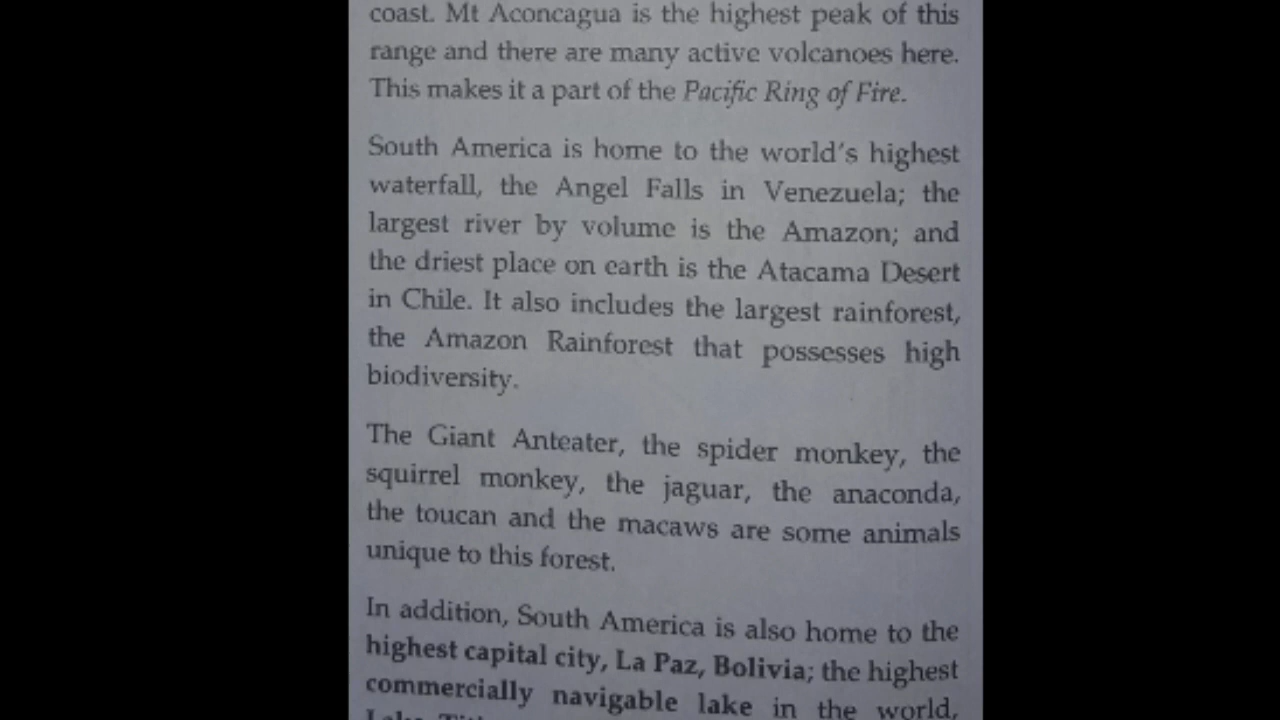 coast. Mt Aconcagua is the highest peak of this
range and there are many active volcanoes here.
This makes it a part of the Pacific Ring of Fire.
South America is home to the world's highest
waterfall, the Angel Falls in Venezuela; the
largest river by volume is the Amazon; and
the driest place on earth is the Atacama Desert
in Chile. It also includes the largest rainforest,
the Amazon Rainforest that possesses high
biodiversity.
The Giant Anteater, the spider monkey, the
squirrel monkey, the jaguar, the anaconda,
the toucan and the macaws are some animals
unique to this forest.
In addition, South America is also home to the
highest capital city, La Paz, Bolivia; the highest
commercially navigable lake in the world,
Lake